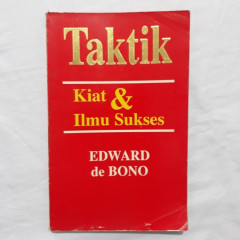 Taktik
Kiat &
Ilmu Sukses
EDWARD
de BONO